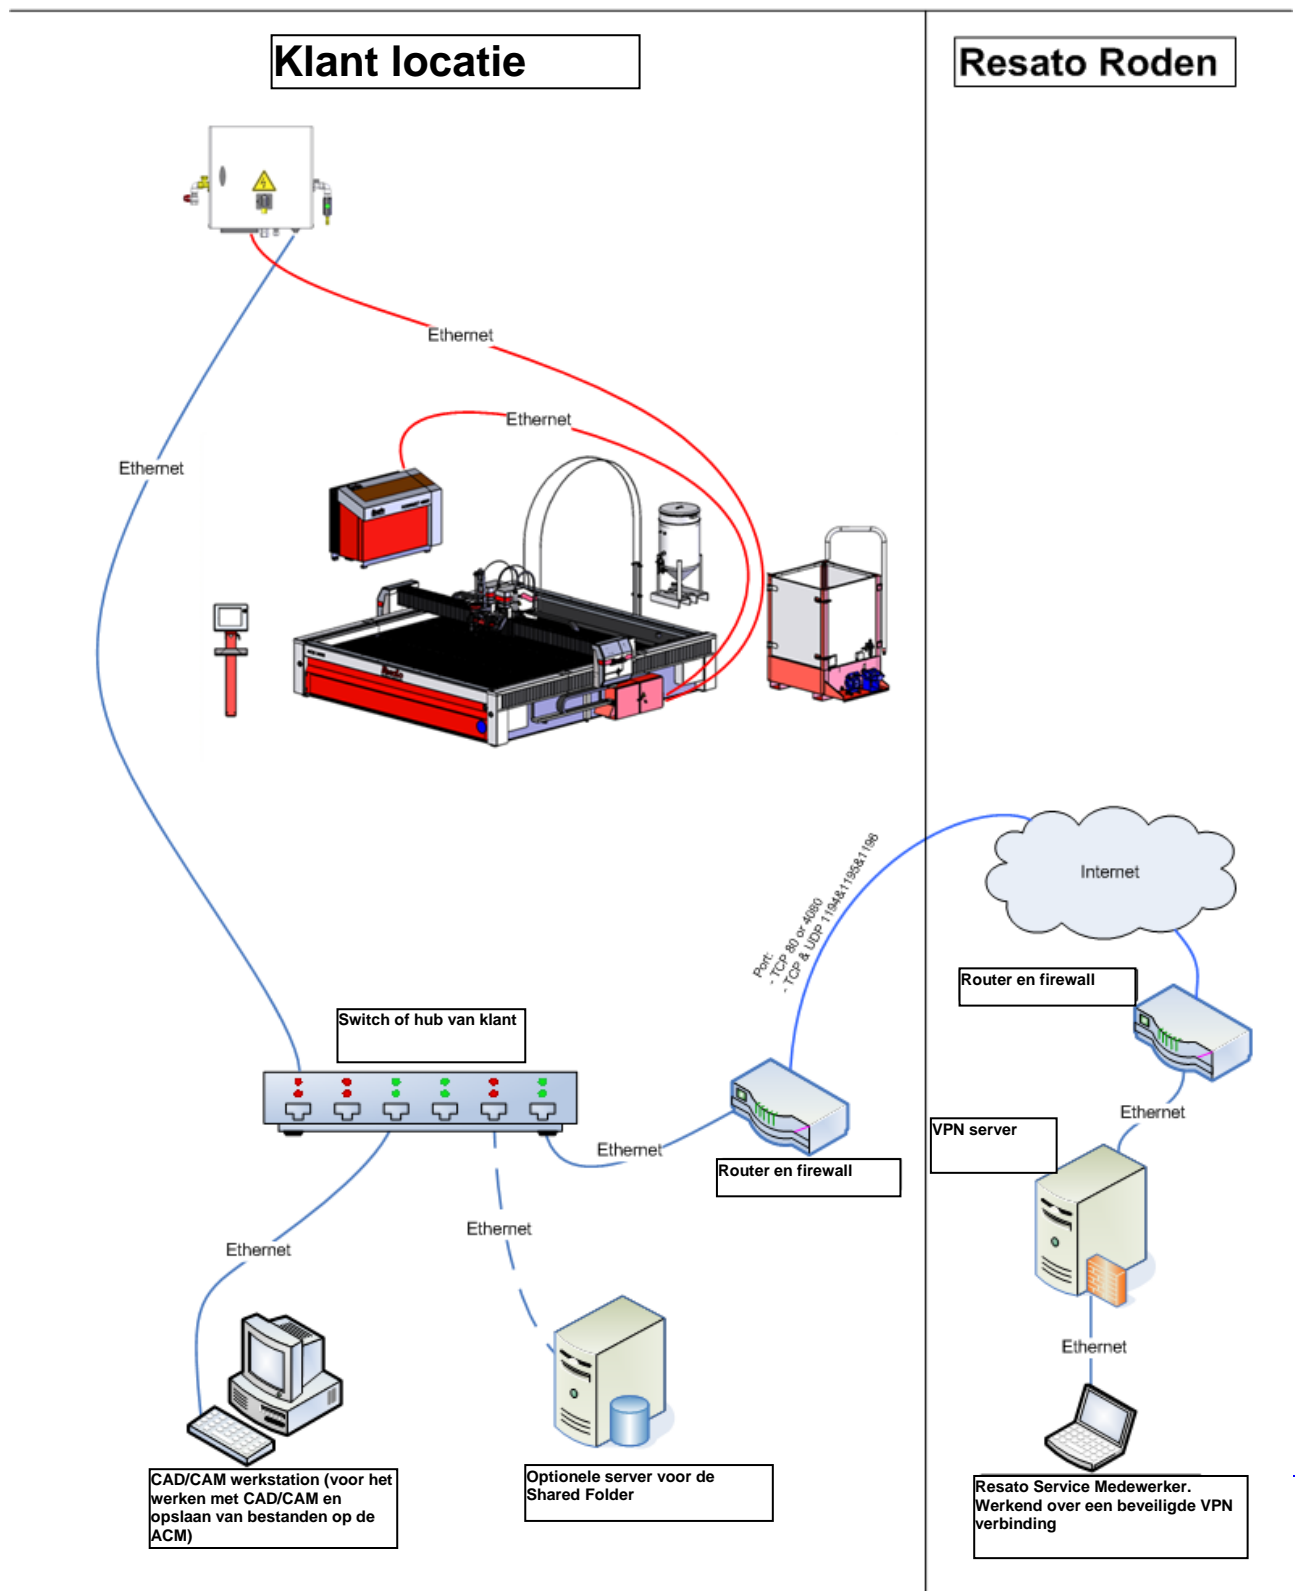 Klant locatie
Resato Roden
Ethernet
Ethernet
Ethernet
Internet
Port:
- TCP 80 or 4080
- TCP & UDP 1194&1195&1196
Router en firewall
Switch of hub van klant
Ethernet
VPN server
Ethernet
Router en firewall
Ethernet
Ethernet
Ethernet
CAD/CAM werkstation (voor het
werken met CAD/CAM en
opslaan van bestanden op de
ACM)
Optionele server voor de
Shared Folder
Resato Service Medewerker.
Werkend over een beveiligde VPN
verbinding